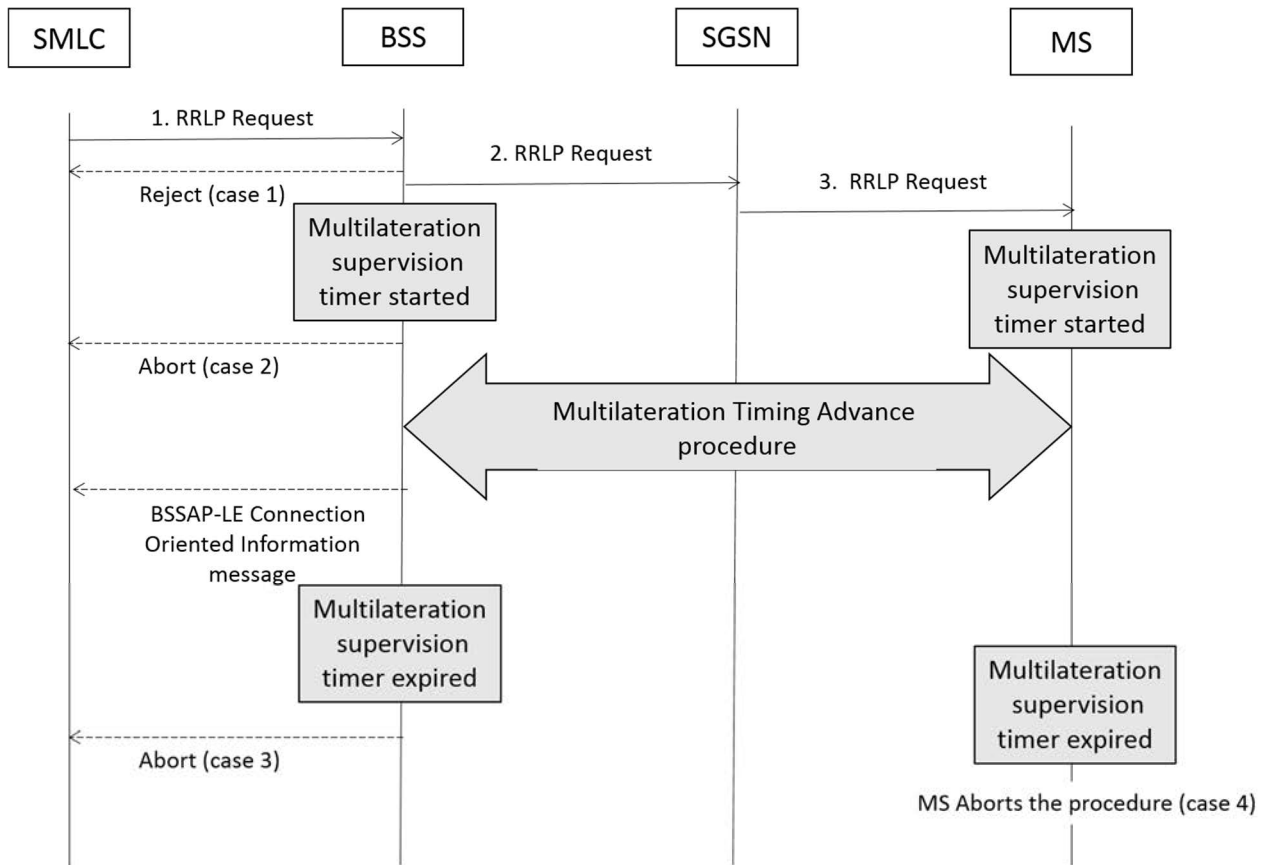 SMLC
BSS
SGSN
MS
1. RRLP Request
2. RRLP Request
3. RRLP Request
Reject (case 1)
Multilateration
supervision
timer started
Multilateration
supervision
timer started
Abort (case 2)
Multilateration Timing Advance
procedure
BSSAP-LE Connection
Oriented Information
message
Multilateration
supervision
timer expired
Multilateration
supervision
timer expired
Abort (case 3)
MS Aborts the procedure (case 4)